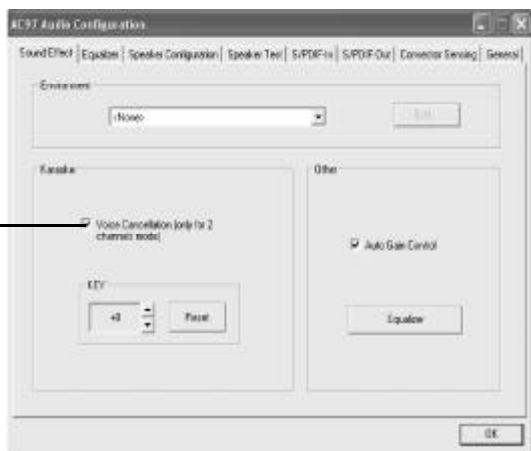 AC97 Audio Configuration
Sound Effect Equalizer Speaker Configuration Speaker Test S/PDIF-In S/PDIF-Out Connector Sensing General
Environment
<None>
Edit
Karaoke
Other
Voice Cancellation (only for 2
channels mode)
Auto Gain Control
KEY
+0
Reset
Equalizer
OK